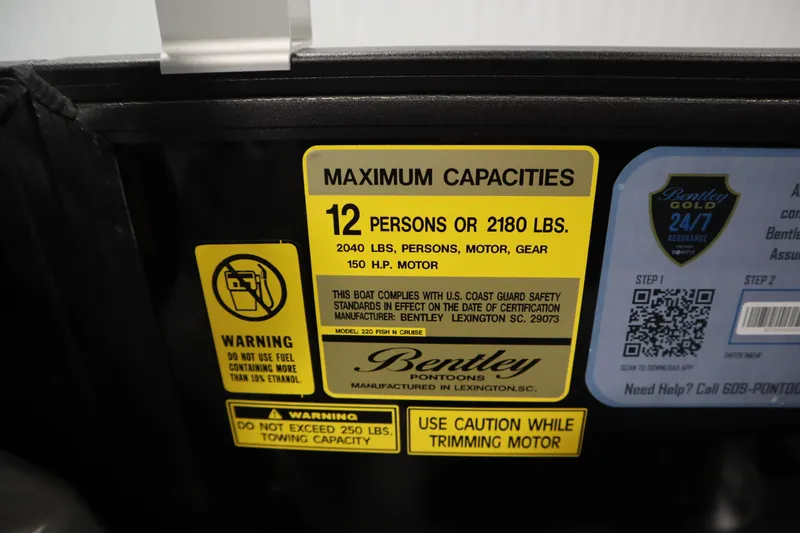 MAXIMUM CAPACITIES
12 PERSONS OR 2180 LBS.
2040 LBS, PERSONS, MOTOR, GEAR
150 H.P. MOTOR
THIS BOAT COMPLIES WITH U.S. COAST GUARD SAFETY
STANDARDS IN EFFECT ON THE DATE OF CERTIFICATION
MANUFACTURER: BENTLEY LEXINGTON SC. 29073
MODEL: 220 FISH N CRUISE
Bentley
PONTOONS
MANUFACTURED IN LEXINGTON, SC.
WARNING
DO NOT USE FUEL
CONTAINING MORE
THAN 10% ETHANOL.
WARNING
DO NOT EXCEED 250 LBS.
TOWING CAPACITY
USE CAUTION WHILE
TRIMMING MOTOR
Bentley
GOLD
24/7
ASSURANCE
STEP 1
SCAN TO DOWNLOAD APP
STEP 2
Need Help? Call 609-PONTOO